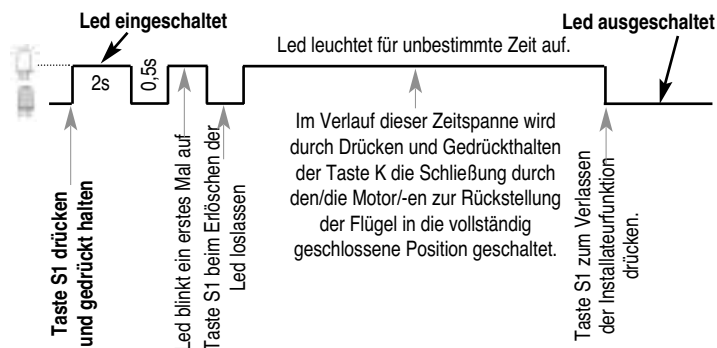 Led eingeschaltet
Led ausgeschaltet
Led leuchtet für unbestimmte Zeit auf.
2s
0,5s
Im Verlauf dieser Zeitspanne wird
durch Drücken und Gedrückthalten
der Taste K die Schließung durch
den/die Motor/-en zur Rückstellung
der Flügel in die vollständig
geschlossene Position geschaltet.
Taste S1 drücken
und gedrückt halten
Led blinkt ein erstes Mal auf
Taste S1 beim Erlöschen der
Led loslassen
Taste S1 zum Verlassen
der Installateurfunktion
drücken.